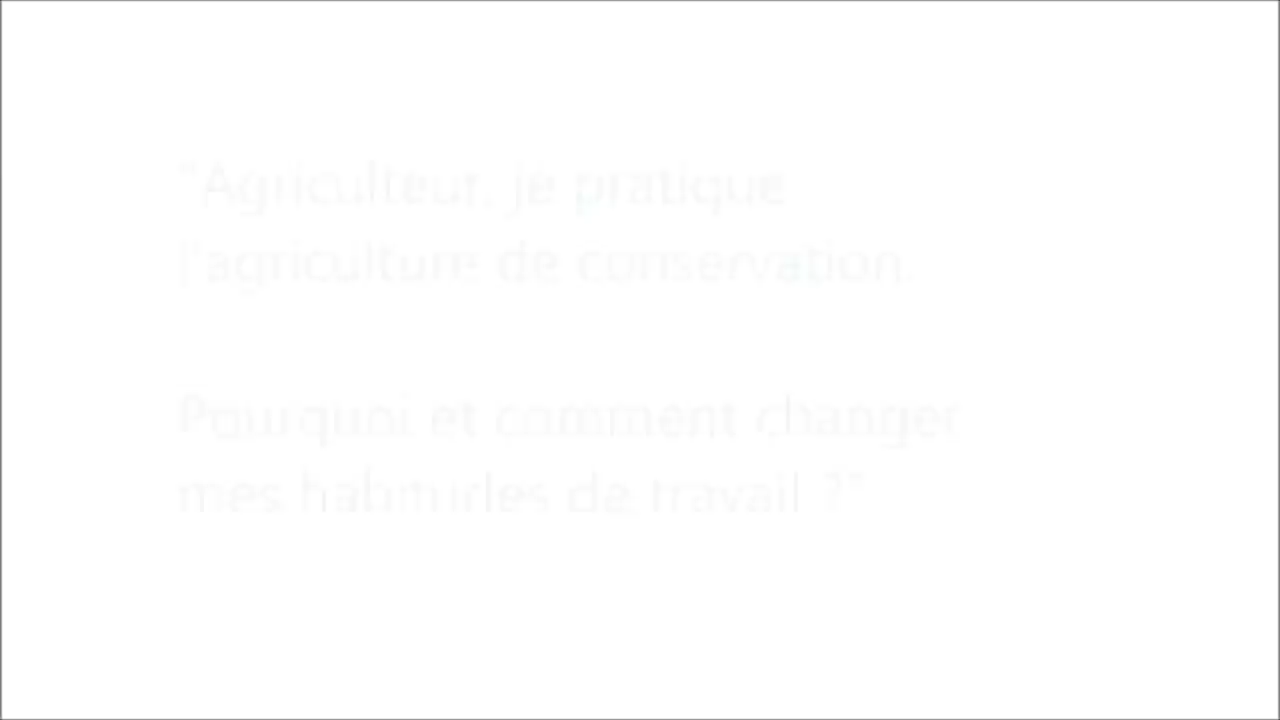 "Agriculteur, je pratique
l'agriculture de conservation.
Pourquoi et comment changer
mes habitudes de travail ?"